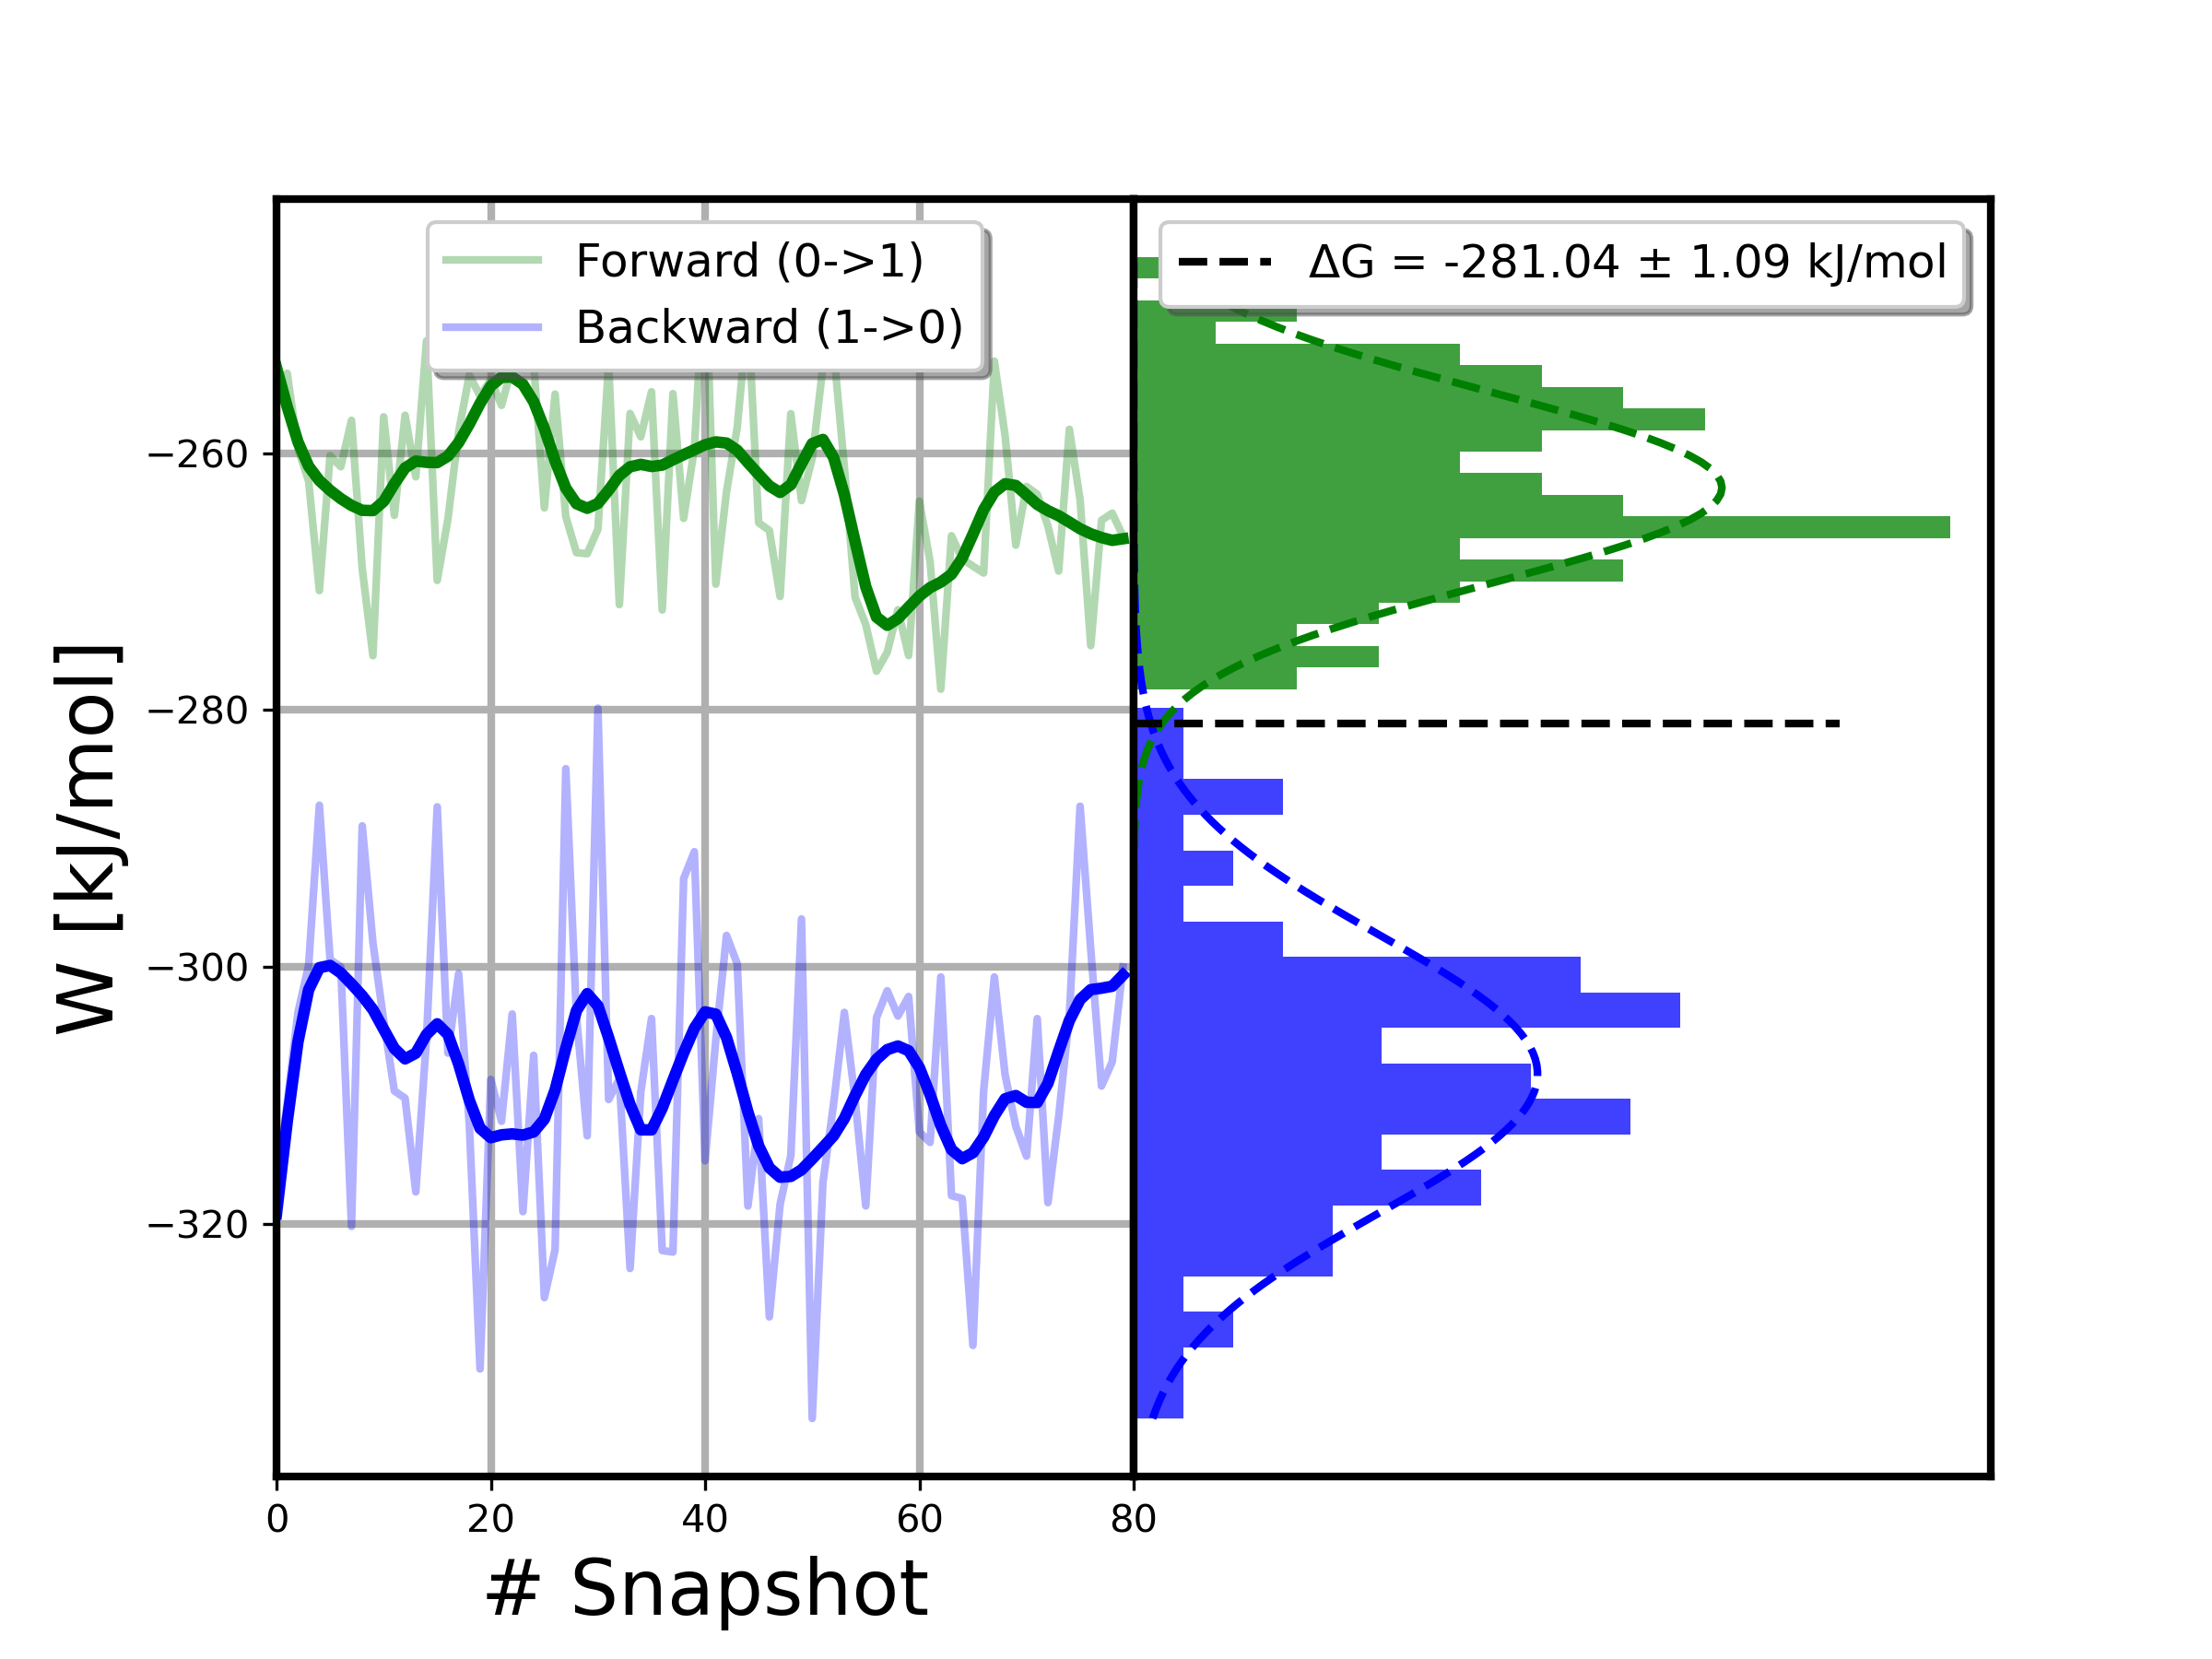 Forward (0->1)
Backward (1->0)
ΔG = -281.04 ± 1.09 kJ/mol
W [kJ/mol]
−260
−280
−300
−320
0 20 40 60 80
# Snapshot